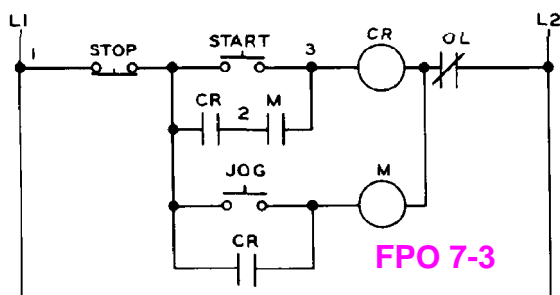 L1 L2
1 STOP START 3 CR OL
CR 2 M
JOG M
CR
FPO 7-3